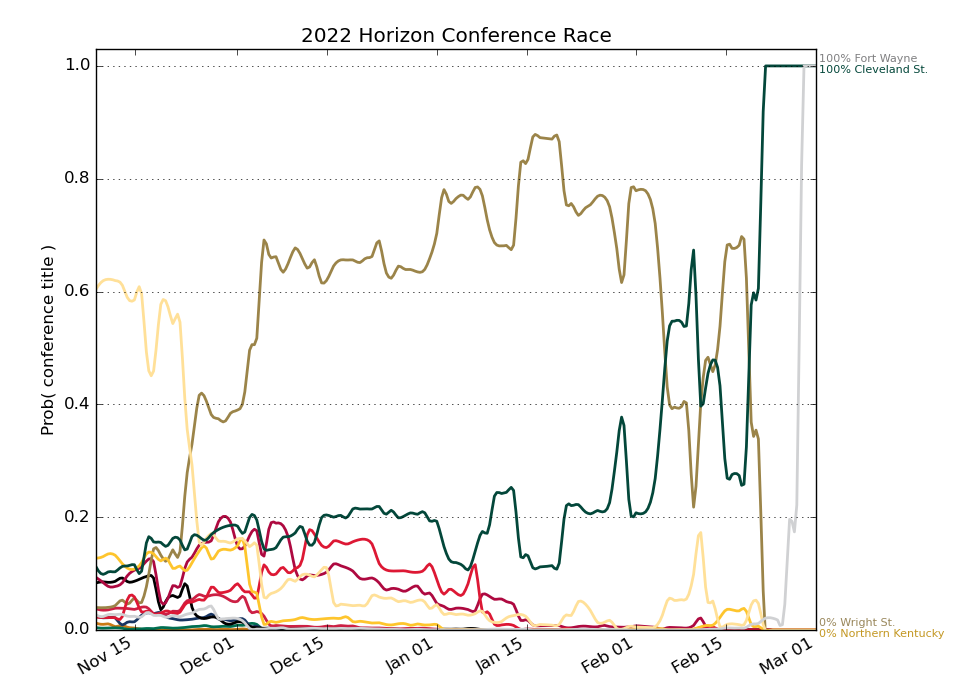 2022 Horizon Conference Race
100% Fort Wayne
100% Cleveland St.
1.0
0.8
0.6
0.4
0.2
0.0
Prob( conference title )
0% Wright St.
0% Northern Kentucky
Nov 15
Dec 01
Dec 15
Jan 01
Jan 15
Feb 01
Feb 15
Mar 01